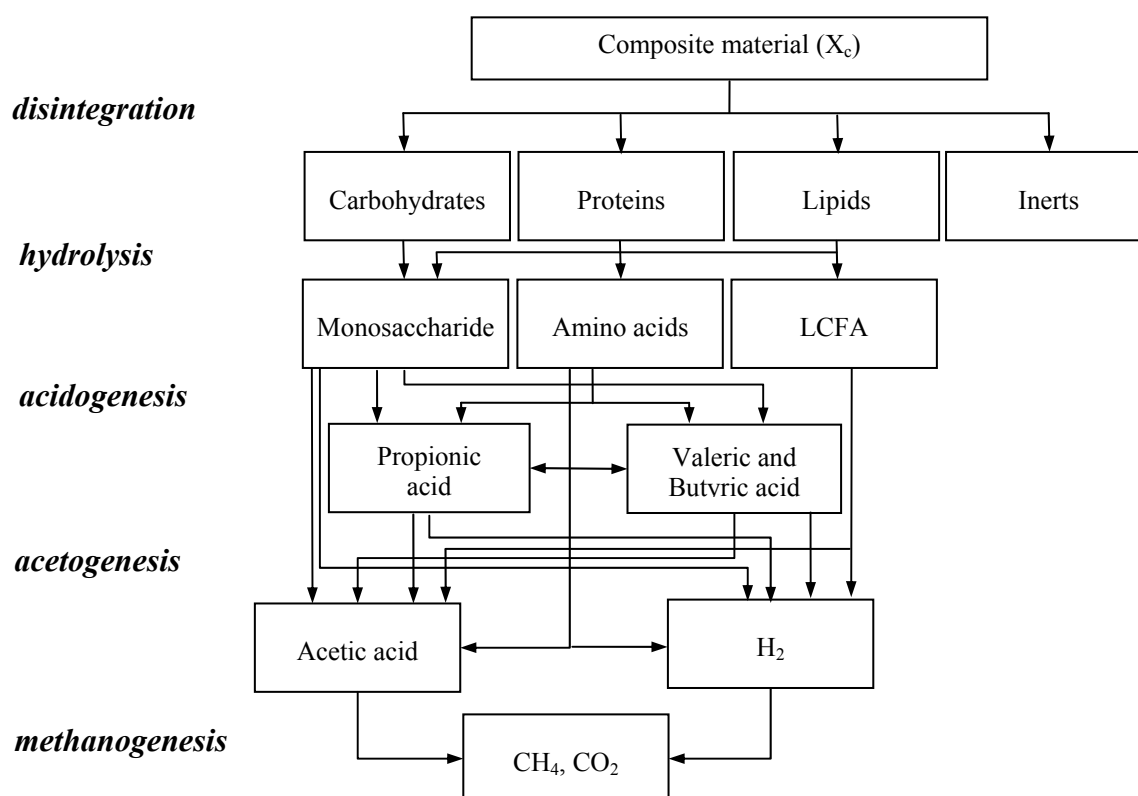 Composite material (Xc)
disintegration
Carbohydrates
Proteins
Lipids
Inerts
hydrolysis
Monosaccharide
Amino acids
LCFA
acidogenesis
Propionic
acid
Valeric and
Butyric acid
acetogenesis
Acetic acid
H2
methanogenesis
CH4, CO2